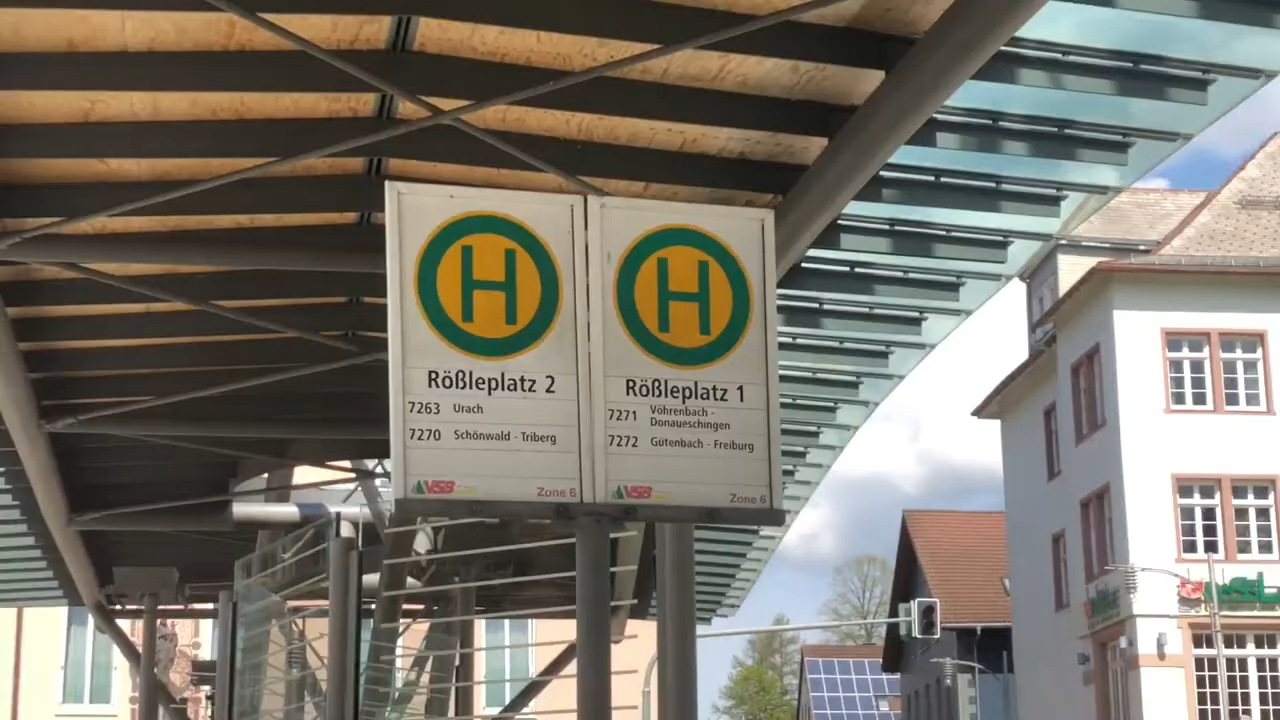 H
Rößleplatz 2
7263 Urach
7270 Schönwald - Triberg
VSB
Zone 6
H
Rößleplatz 1
7271 Vöhrenbach -
Donaueschingen
7272 Gütenbach - Freiburg
VSB
Zone 6